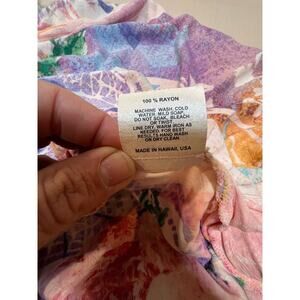 100 % RAYON
MACHINE WASH, COLD
WATER, MILD SOAP,
DO NOT SOAK, BLEACH
OR TWIST
LINE DRY, WARM IRON AS
NEEDED. FOR BEST
RESULTS HAND WASH
OR DRY CLEAN
MADE IN HAWAII, USA